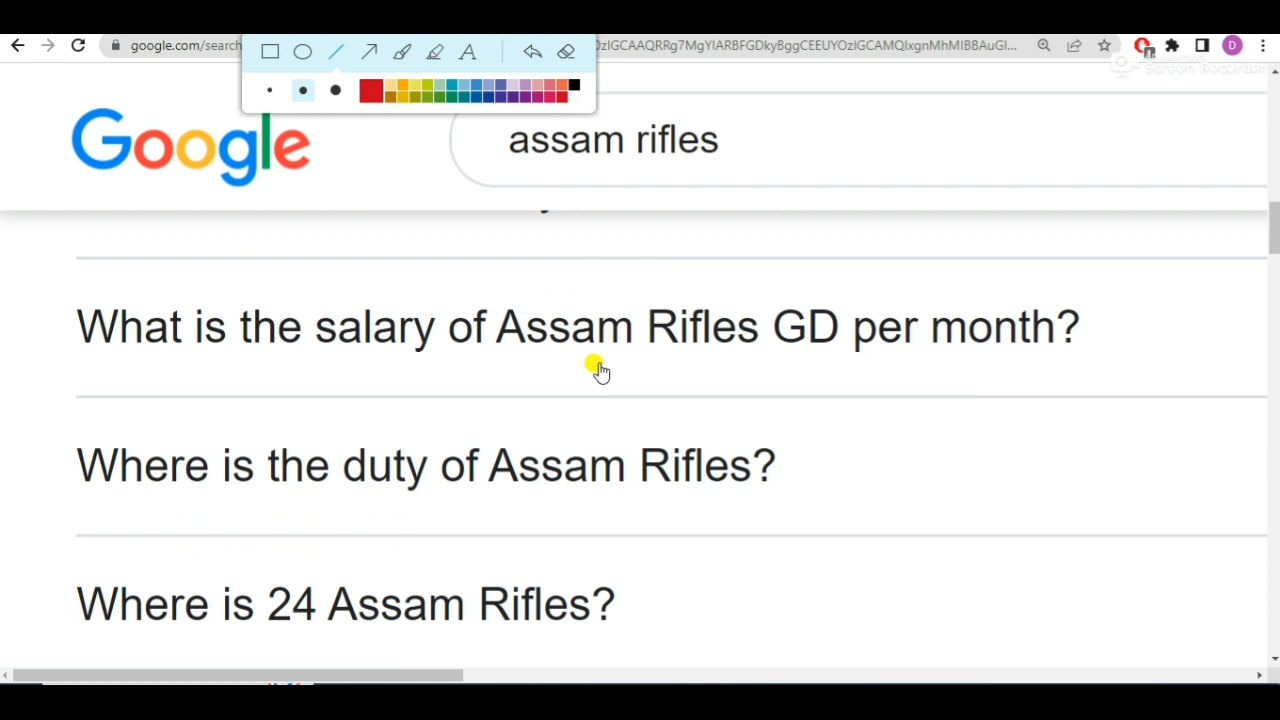 google.com/search
zIGCAAQRRg7MgYIARBFGDkyBggCEEUYOzIGCAMQIxgnMhMIBBAuGI...
D
A
Google
assam rifles
What is the salary of Assam Rifles GD per month?
Where is the duty of Assam Rifles?
Where is 24 Assam Rifles?